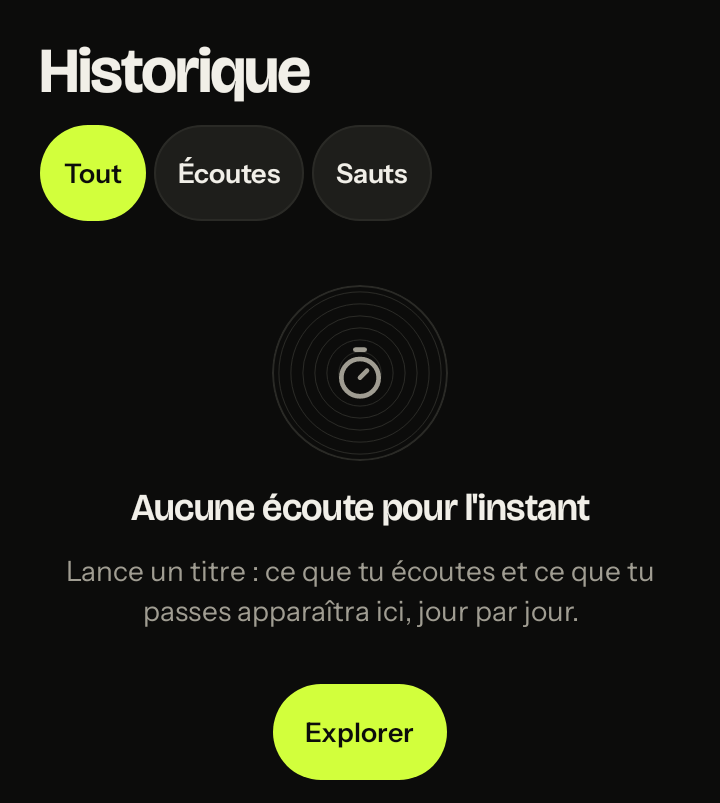 Historique
Tout Écoutes Sauts
Aucune écoute pour l'instant
Lance un titre : ce que tu écoutes et ce que tu
passes apparaîtra ici, jour par jour.
Explorer